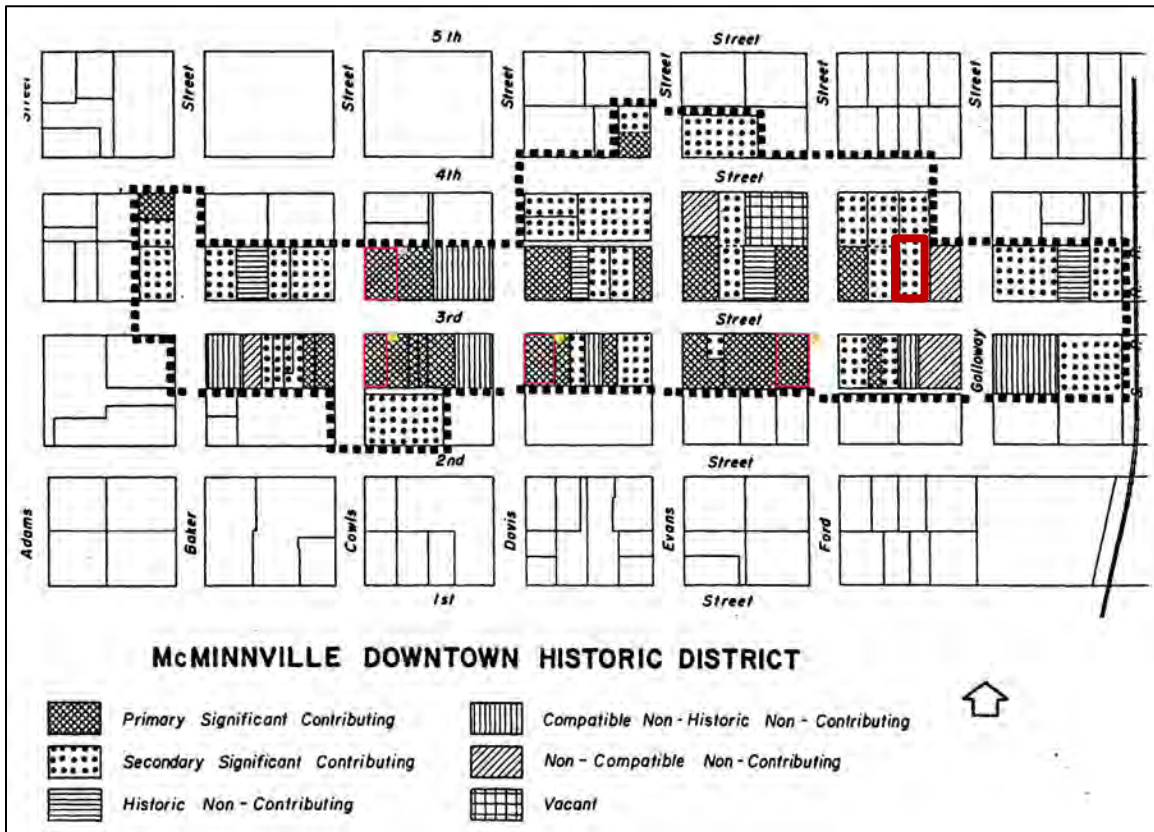 5th Street
Street Street Street Street Street Street
4th Street
3rd Street
Galloway
2nd Street
Adams Baker Cowls Davis Evans Ford
1st Street
McMINNVILLE DOWNTOWN HISTORIC DISTRICT
Primary Significant Contributing
Secondary Significant Contributing
Historic Non-Contributing
Compatible Non-Historic Non-Contributing
Non-Compatible Non-Contributing
Vacant